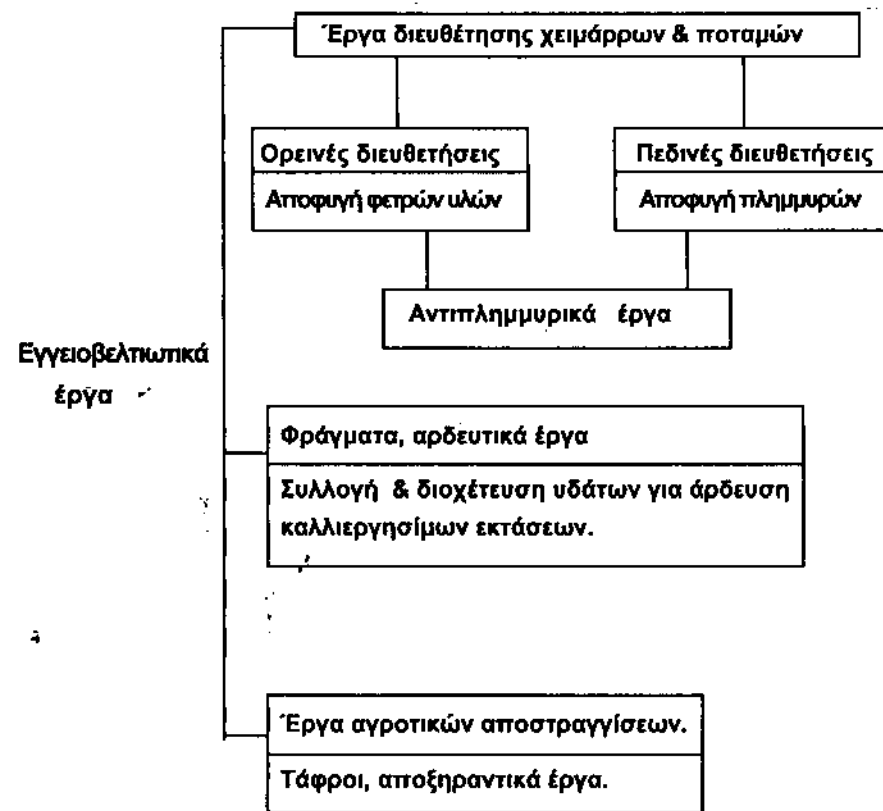 Έργα διευθέτησης χειμάρρων & ποταμών
Ορεινές διευθετήσεις
Πεδινές διευθετήσεις
Αποφυγή φετρών υλών
Αποφυγή πλημμυρών
Αντιπλημμυρικά έργα
Εγγειοβελτιωτικά
έργα
Φράγματα, αρδευτικά έργα
Συλλογή & διοχέτευση υδάτων για άρδευση
καλλιεργησίμων εκτάσεων.
Έργα αγροτικών αποστραγγίσεων.
Τάφροι, αποξηραντικά έργα.